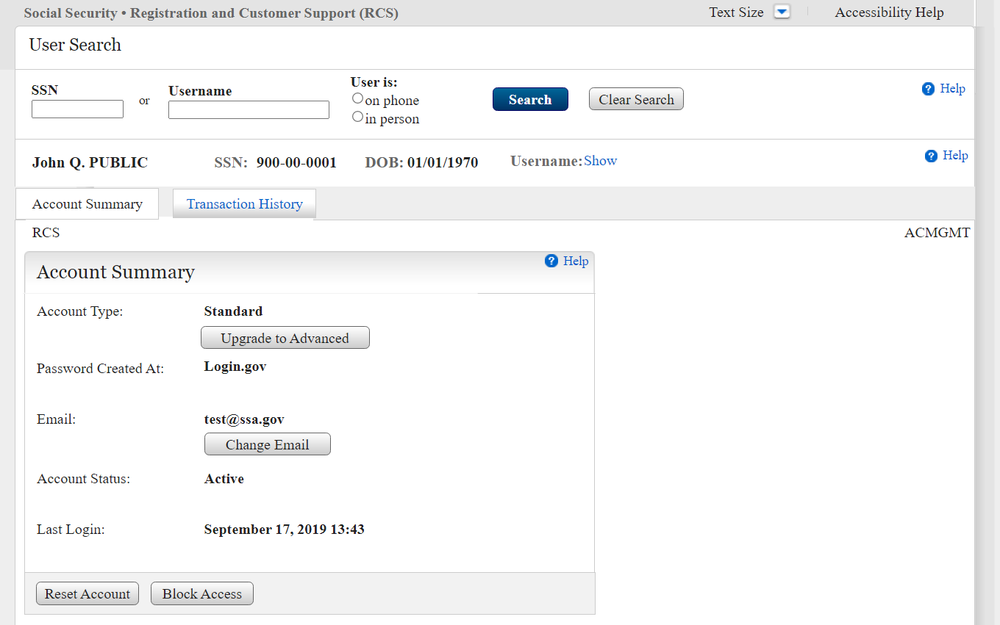 Social Security • Registration and Customer Support (RCS) Text Size Accessibility Help
User Search
SSN or Username User is: on phone in person Search Clear Search Help
John Q. PUBLIC SSN: 900-00-0001 DOB: 01/01/1970 Username: Show Help
Account Summary Transaction History
RCS ACMGMT
Account Summary Help
Account Type: Standard
Upgrade to Advanced
Password Created At: Login.gov
Email: test@ssa.gov
Change Email
Account Status: Active
Last Login: September 17, 2019 13:43
Reset Account Block Access